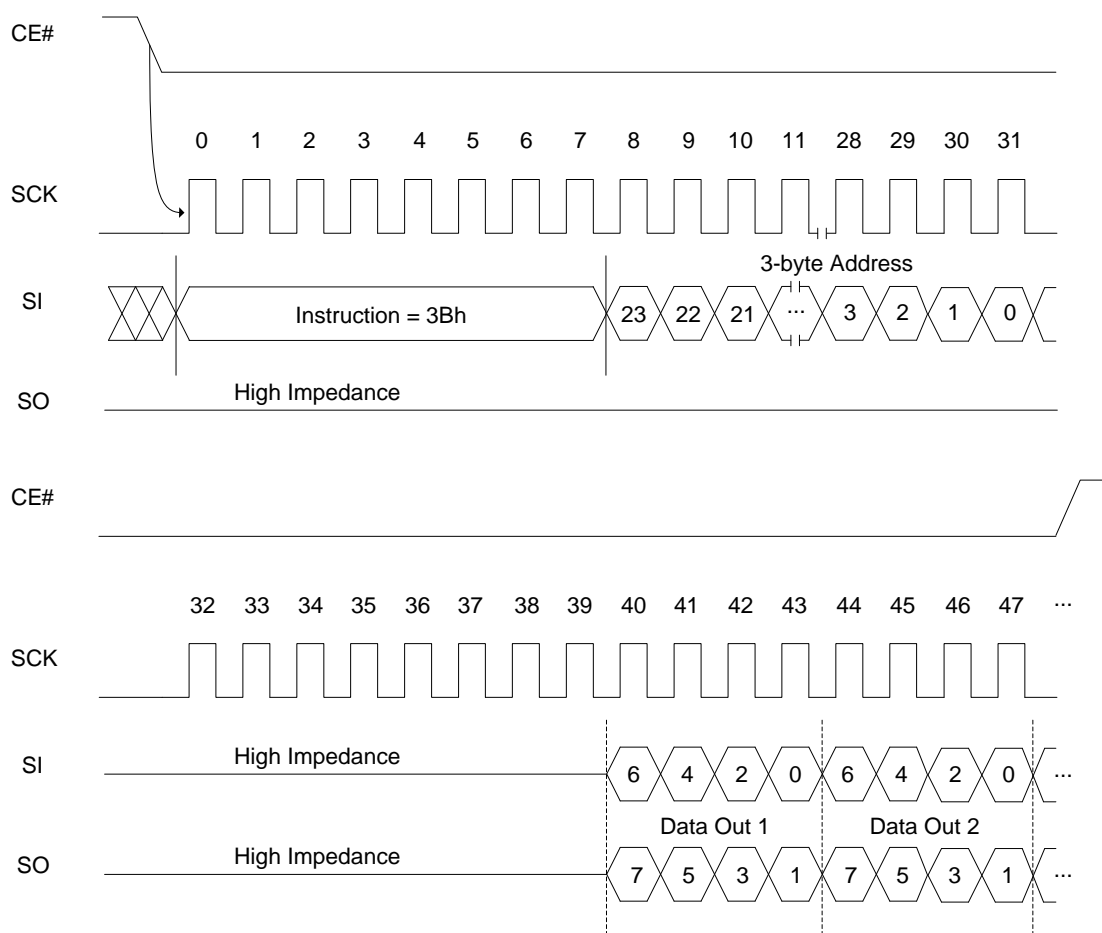 CE#
0 1 2 3 4 5 6 7 8 9 10 11 28 29 30 31
SCK
3-byte Address
SI
Instruction = 3Bh
23 22 21 ... 3 2 1 0
High Impedance
SO
CE#
32 33 34 35 36 37 38 39 40 41 42 43 44 45 46 47 ...
SCK
High Impedance
SI
6 4 2 0 6 4 2 0 ...
Data Out 1 Data Out 2
High Impedance
SO
7 5 3 1 7 5 3 1 ...